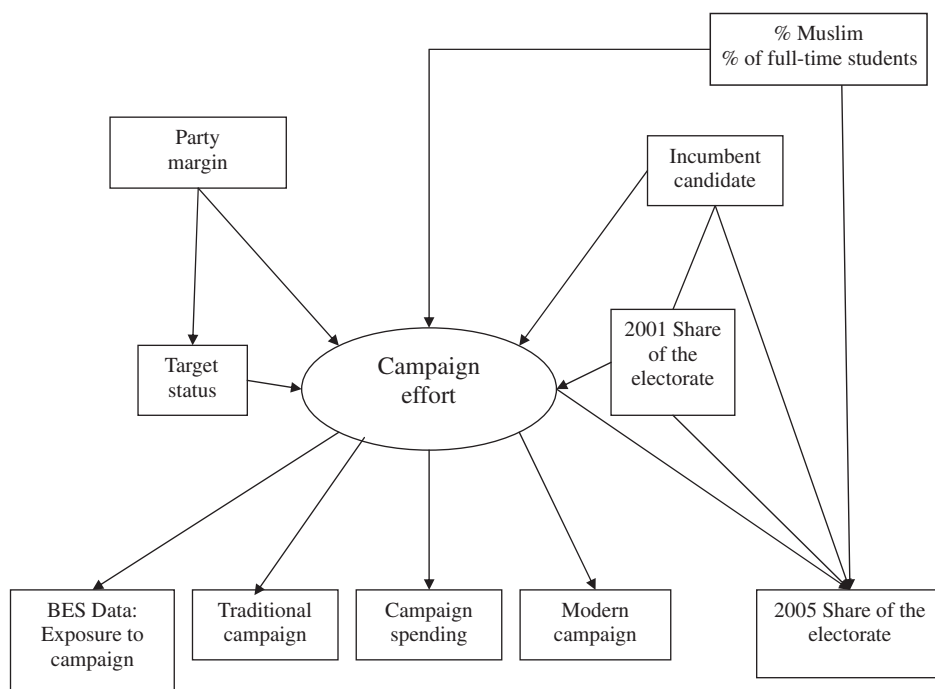 % Muslim
% of full-time students
Party
margin
Incumbent
candidate
2001 Share
of the
electorate
Target
status
Campaign
effort
BES Data:
Exposure to
campaign
Traditional
campaign
Campaign
spending
Modern
campaign
2005 Share of the
electorate